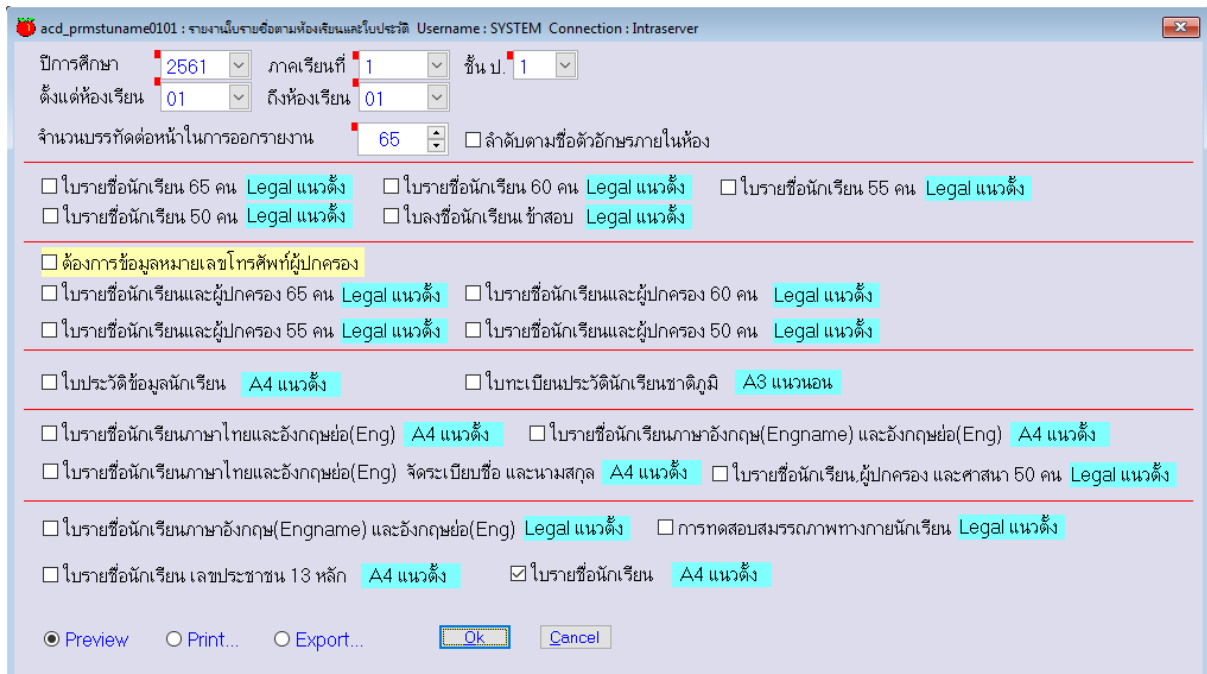 acd_prmstuname0101 : รายงานใบรายชื่อตามห้องเรียนและใบประวัติ Username : SYSTEM Connection : Intraserver
ปีการศึกษา 2561 ภาคเรียนที่ 1 ชั้น ป. 1
ตั้งแต่ห้องเรียน 01 ถึงห้องเรียน 01
จำนวนบรรทัดต่อหน้าในการออกรายงาน 65 ลำดับตามชื่อตัวอักษรภายในห้อง
ใบรายชื่อนักเรียน 65 คน Legal แนวตั้ง ใบรายชื่อนักเรียน 60 คน Legal แนวตั้ง ใบรายชื่อนักเรียน 55 คน Legal แนวตั้ง
ใบรายชื่อนักเรียน 50 คน Legal แนวตั้ง ใบลงชื่อนักเรียนเข้าสอบ Legal แนวตั้ง
ต้องการข้อมูลหมายเลขโทรศัพท์ผู้ปกครอง
ใบรายชื่อนักเรียนและผู้ปกครอง 65 คน Legal แนวตั้ง ใบรายชื่อนักเรียนและผู้ปกครอง 60 คน Legal แนวตั้ง
ใบรายชื่อนักเรียนและผู้ปกครอง 55 คน Legal แนวตั้ง ใบรายชื่อนักเรียนและผู้ปกครอง 50 คน Legal แนวตั้ง
ใบประวัติข้อมูลนักเรียน A4 แนวตั้ง ใบทะเบียนประวัตินักเรียนชาติภูมิ A3 แนวนอน
ใบรายชื่อนักเรียนภาษาไทยและอังกฤษย่อ(Eng) A4 แนวตั้ง ใบรายชื่อนักเรียนภาษาอังกฤษ(Engname) และอังกฤษย่อ(Eng) A4 แนวตั้ง
ใบรายชื่อนักเรียนภาษาไทยและอังกฤษย่อ(Eng) จัดระเบียบชื่อ และนามสกุล A4 แนวตั้ง ใบรายชื่อนักเรียน,ผู้ปกครอง และศาสนา 50 คน Legal แนวตั้ง
ใบรายชื่อนักเรียนภาษาอังกฤษ(Engname) และอังกฤษย่อ(Eng) Legal แนวตั้ง การทดสอบสมรรถภาพทางกายนักเรียน Legal แนวตั้ง
ใบรายชื่อนักเรียน เลขประชาชน 13 หลัก A4 แนวตั้ง ใบรายชื่อนักเรียน A4 แนวตั้ง
Preview Print... Export... Ok Cancel